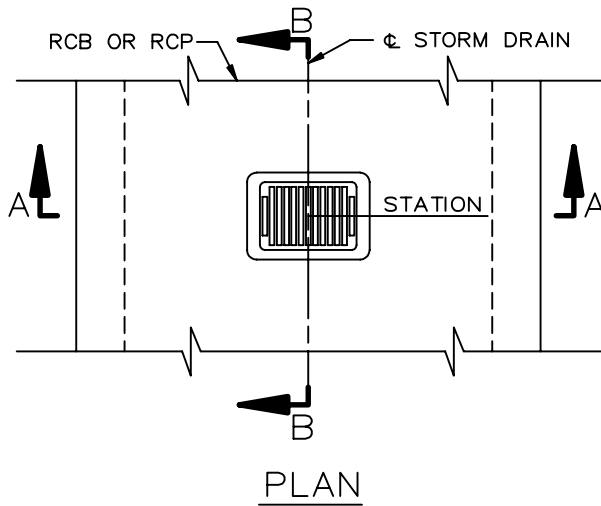 B
RCB OR RCP
℄ STORM DRAIN
A
A
STATION
B
PLAN